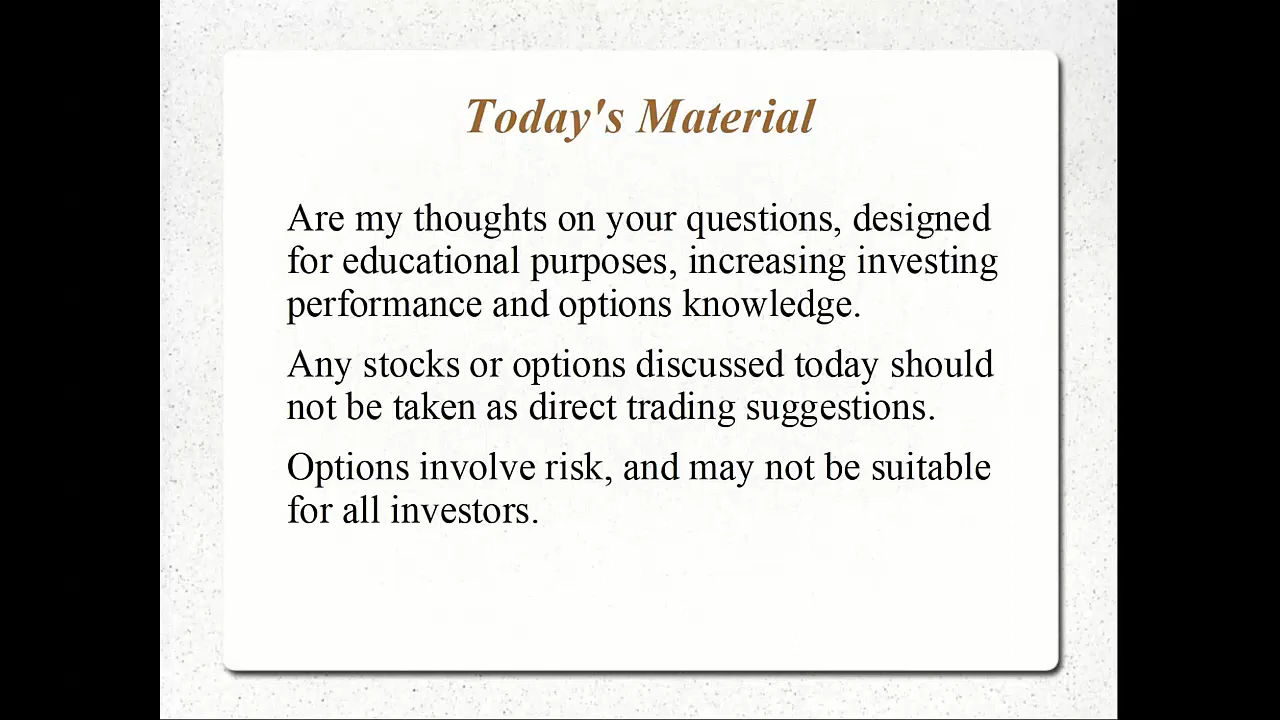 Today's Material
Are my thoughts on your questions, designed
for educational purposes, increasing investing
performance and options knowledge.
Any stocks or options discussed today should
not be taken as direct trading suggestions.
Options involve risk, and may not be suitable
for all investors.